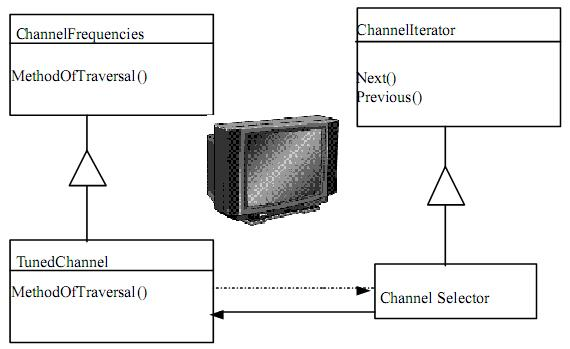 ChannelFrequencies
MethodOfTraversal()
ChannelIterator
Next()
Previous()
TunedChannel
MethodOfTraversal()
Channel Selector